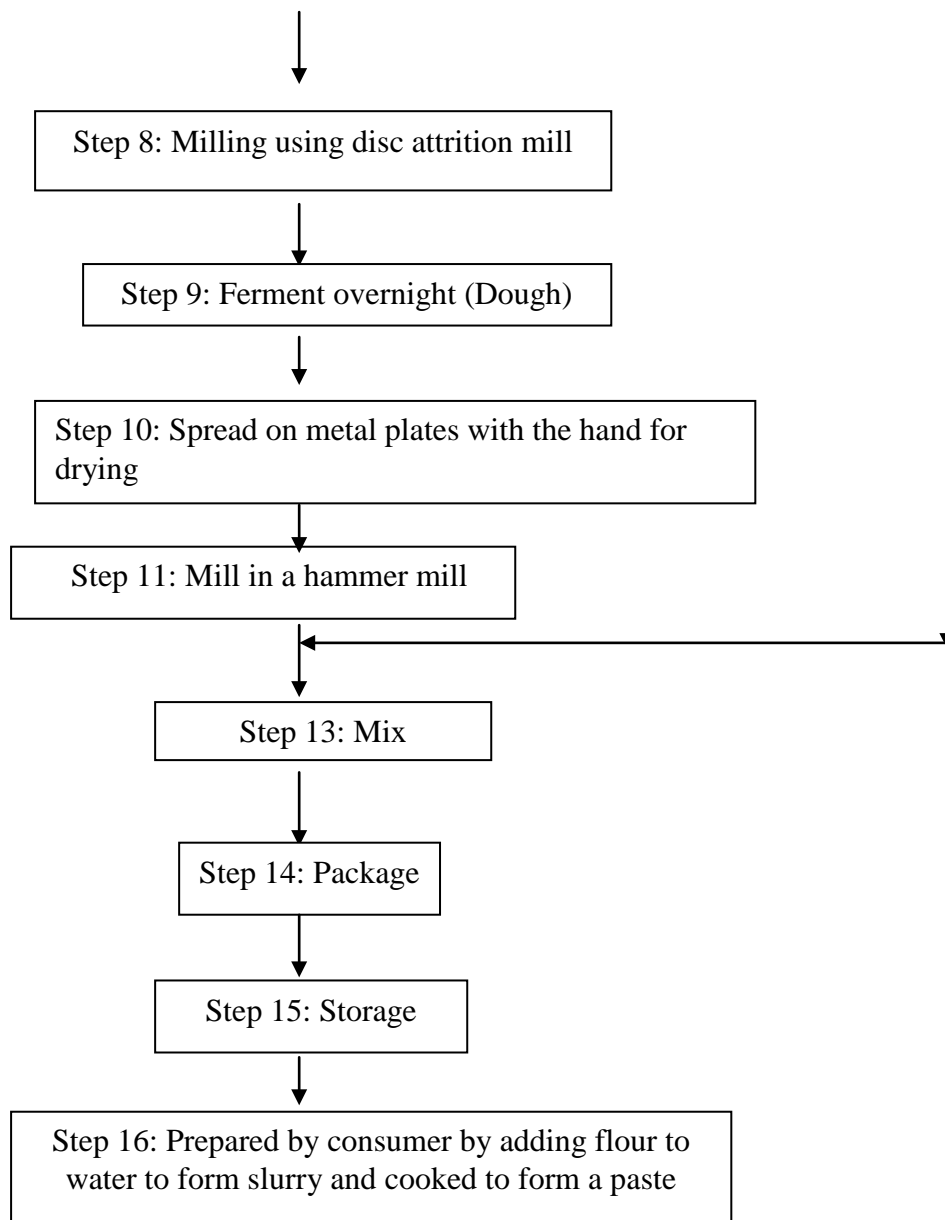 Step 8: Milling using disc attrition mill
Step 9: Ferment overnight (Dough)
Step 10: Spread on metal plates with the hand for
drying
Step 11: Mill in a hammer mill
Step 13: Mix
Step 14: Package
Step 15: Storage
Step 16: Prepared by consumer by adding flour to
water to form slurry and cooked to form a paste